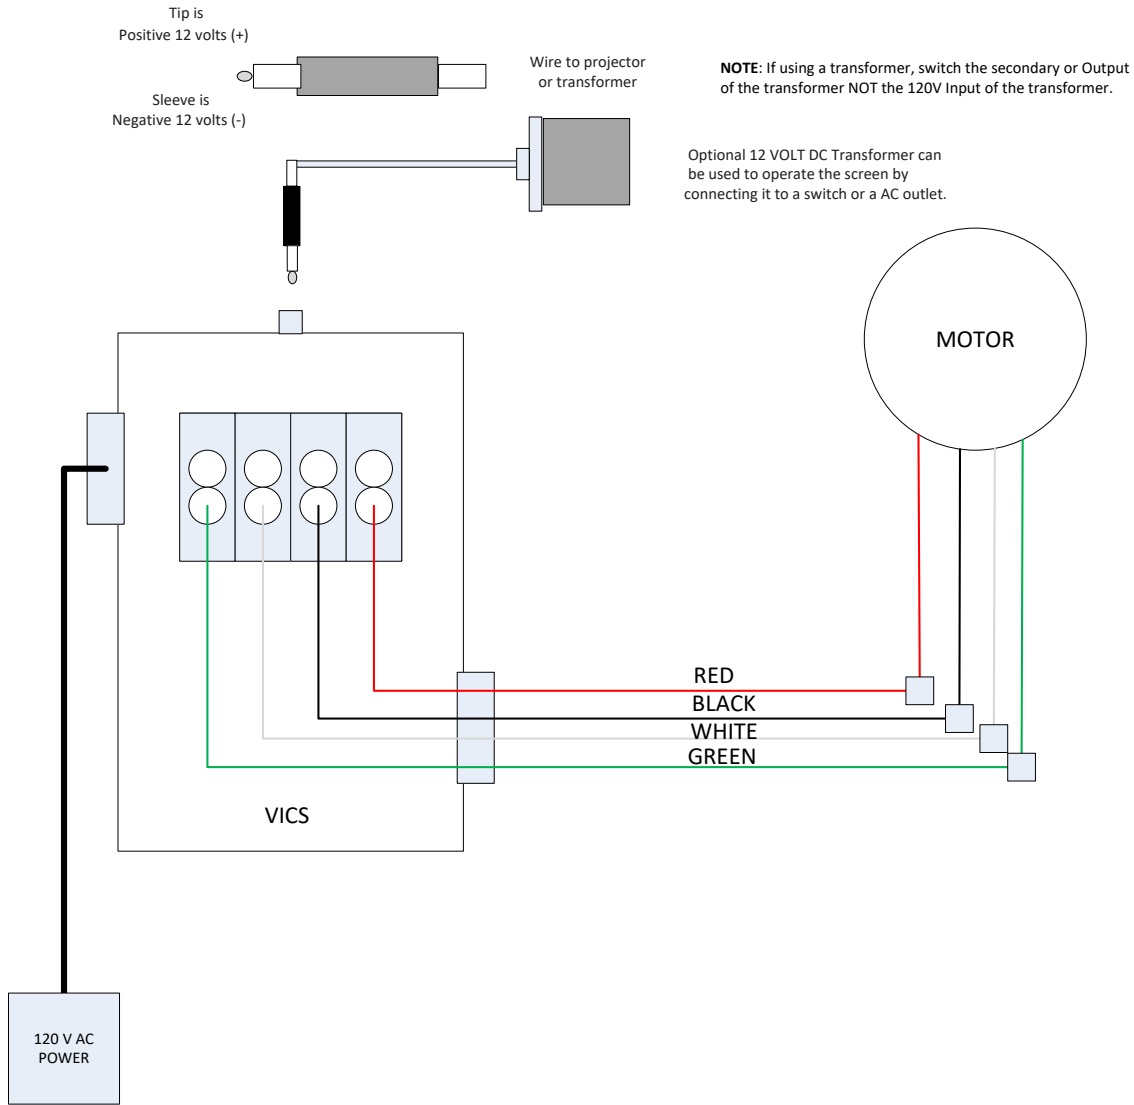 Tip is
Positive 12 volts (+)
Sleeve is
Negative 12 volts (-)
Wire to projector
or transformer
NOTE: If using a transformer, switch the secondary or Output
of the transformer NOT the 120V Input of the transformer.
Optional 12 VOLT DC Transformer can
be used to operate the screen by
connecting it to a switch or a AC outlet.
MOTOR
RED
BLACK
WHITE
GREEN
VICS
120 V AC
POWER